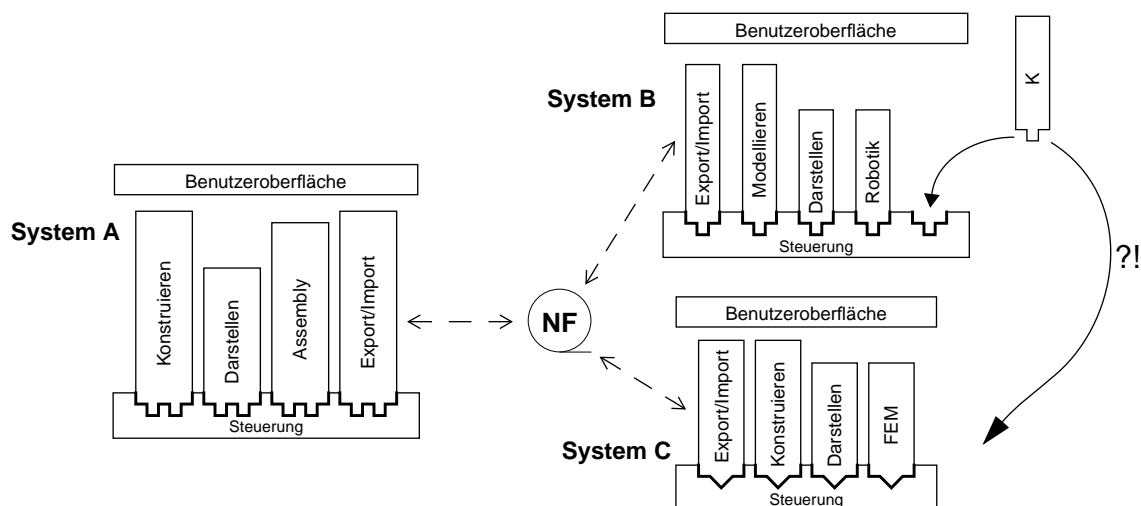 System A
Benutzeroberfläche
Konstruieren
Darstellen
Assembly
Export/Import
Steuerung
NF
System B
Benutzeroberfläche
Export/Import
Modellieren
Darstellen
Robotik
Steuerung
K
?!
System C
Benutzeroberfläche
Export/Import
Konstruieren
Darstellen
FEM
Steuerung